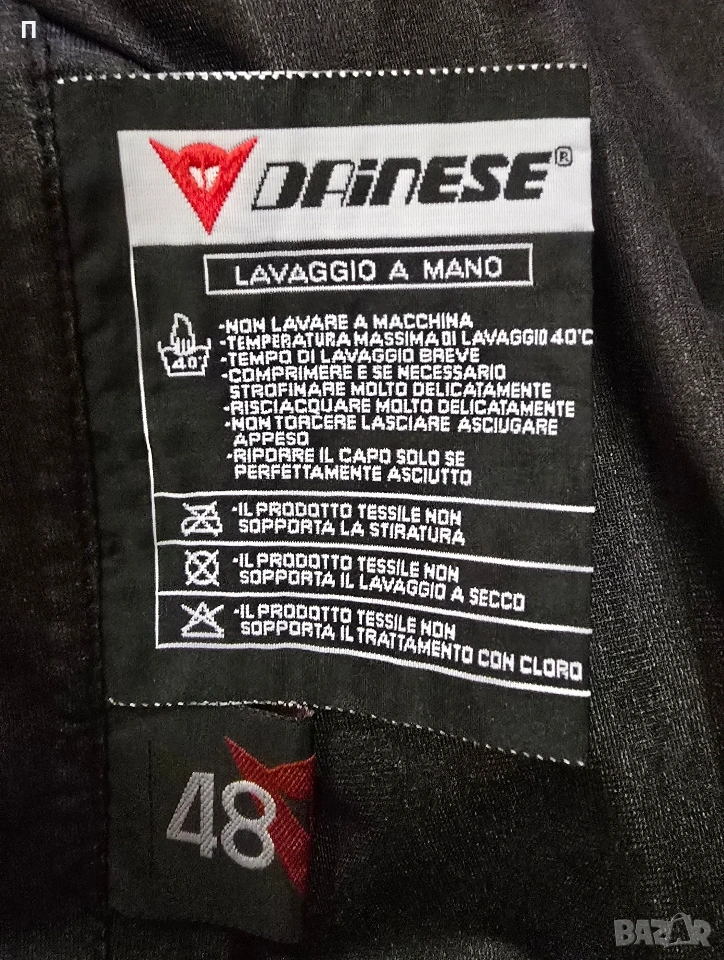 П
DAINESE®
LAVAGGIO A MANO
40°
-NON LAVARE A MACCHINA
-TEMPERATURA MASSIMA DI LAVAGGIO 40°C
-TEMPO DI LAVAGGIO BREVE
-COMPRIMERE E SE NECESSARIO
STROFINARE MOLTO DELICATAMENTE
-RISCIACQUARE MOLTO DELICATAMENTE
-NON TORCERE LASCIARE ASCIUGARE
APPESO
-RIPORRE IL CAPO SOLO SE
PERFETTAMENTE ASCIUTTO
-IL PRODOTTO TESSILE NON
SOPPORTA LA STIRATURA
-IL PRODOTTO TESSILE NON
SOPPORTA IL LAVAGGIO A SECCO
-IL PRODOTTO TESSILE NON
SOPPORTA IL TRATTAMENTO CON CLORO
48
BAZAR